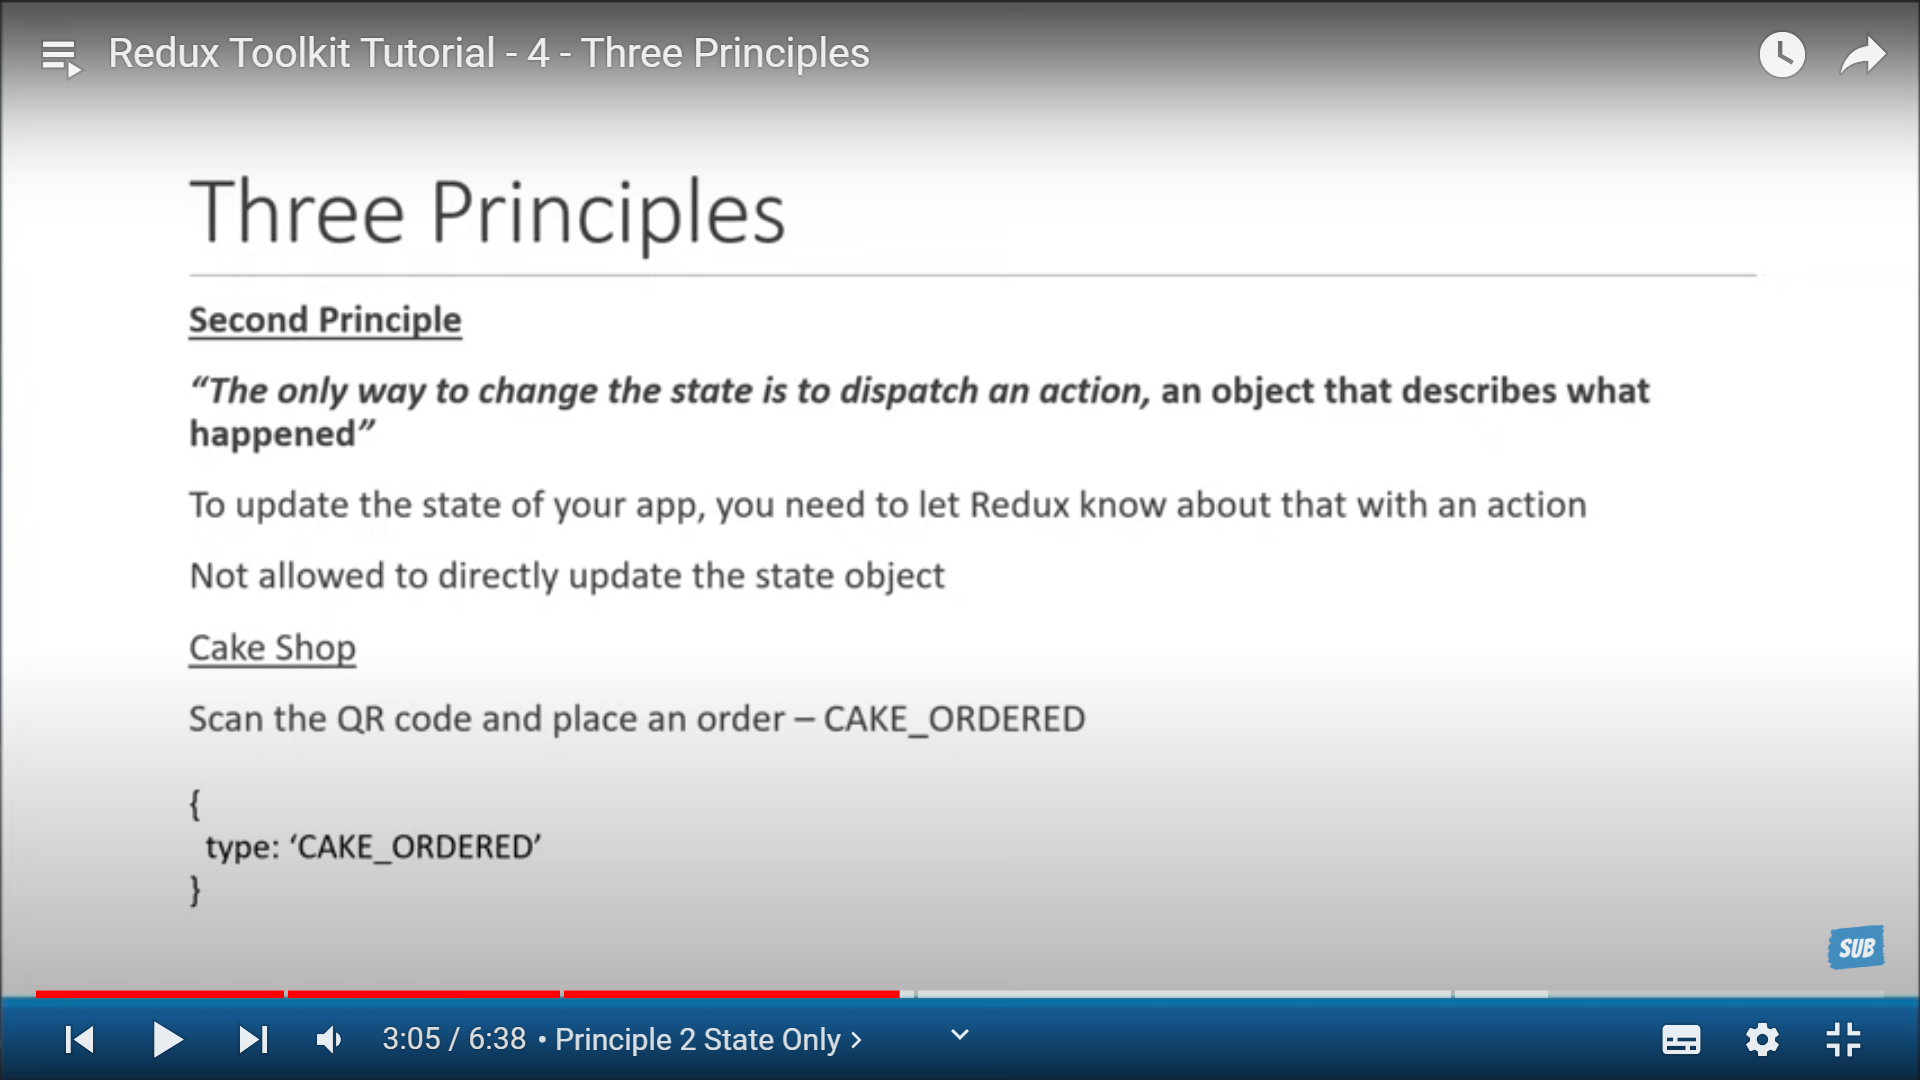 Redux Toolkit Tutorial - 4 - Three Principles
Three Principles
Second Principle
“The only way to change the state is to dispatch an action, an object that describes what
happened”
To update the state of your app, you need to let Redux know about that with an action
Not allowed to directly update the state object
Cake Shop
Scan the QR code and place an order – CAKE_ORDERED
{
type: ‘CAKE_ORDERED’
}
SUB
3:05 / 6:38 • Principle 2 State Only >